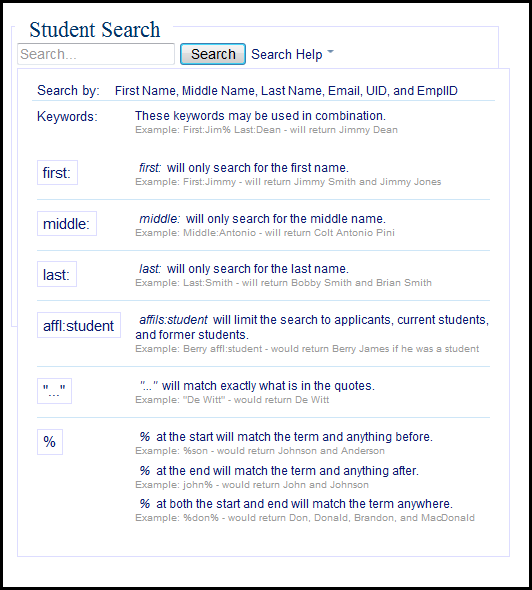 Student Search
Search...
Search
Search Help
Search by: First Name, Middle Name, Last Name, Email, UID, and EmplID
Keywords: These keywords may be used in combination.
Example: First:Jim% Last:Dean - will return Jimmy Dean
first: first: will only search for the first name.
Example: First:Jimmy - will return Jimmy Smith and Jimmy Jones
middle: middle: will only search for the middle name.
Example: Middle:Antonio - will return Colt Antonio Pini
last: last: will only search for the last name.
Example: Last:Smith - will return Bobby Smith and Brian Smith
affl:student affils:student will limit the search to applicants, current students,
and former students.
Example: Berry affl:student - would return Berry James if he was a student
"..." "..." will match exactly what is in the quotes.
Example: "De Witt" - would return De Witt
% % at the start will match the term and anything before.
Example: %son - would return Johnson and Anderson
% at the end will match the term and anything after.
Example: john% - would return John and Johnson
% at both the start and end will match the term anywhere.
Example: %don% - would return Don, Donald, Brandon, and MacDonald